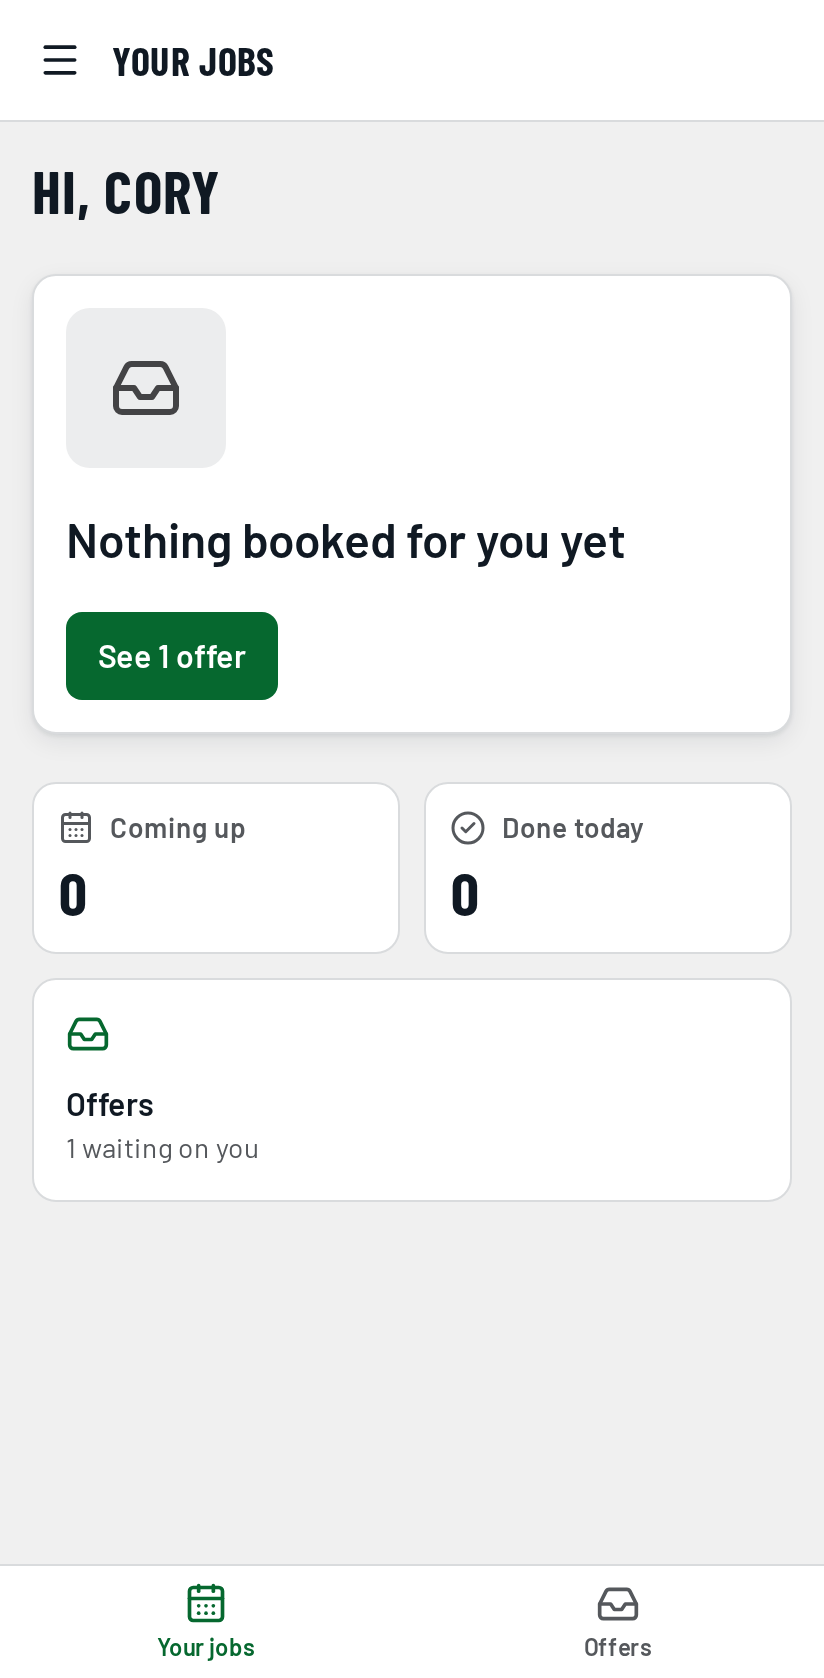 YOUR JOBS
HI, CORY
Nothing booked for you yet
See 1 offer
Coming up
0
Done today
0
Offers
1 waiting on you
Your jobs
Offers